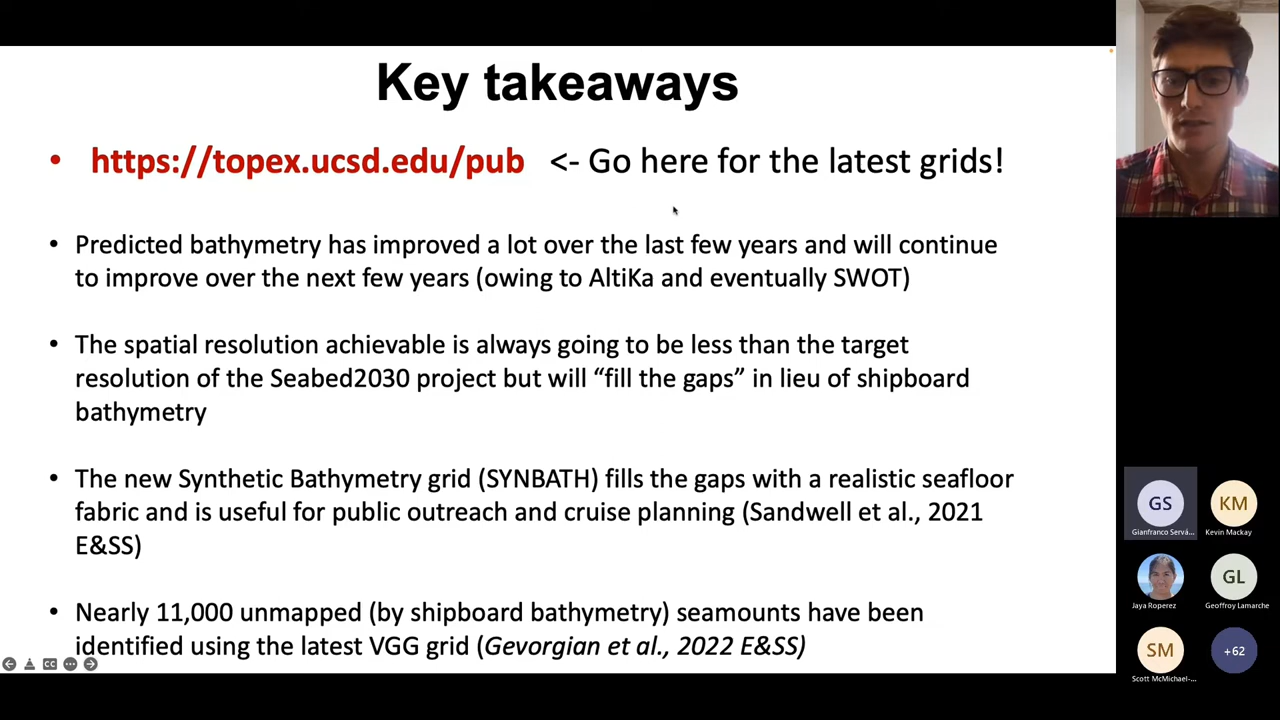 Key takeaways
• https://topex.ucsd.edu/pub <- Go here for the latest grids!
• Predicted bathymetry has improved a lot over the last few years and will continue
to improve over the next few years (owing to AltiKa and eventually SWOT)
• The spatial resolution achievable is always going to be less than the target
resolution of the Seabed2030 project but will “fill the gaps” in lieu of shipboard
bathymetry
• The new Synthetic Bathymetry grid (SYNBATH) fills the gaps with a realistic seafloor
fabric and is useful for public outreach and cruise planning (Sandwell et al., 2021
E&SS)
• Nearly 11,000 unmapped (by shipboard bathymetry) seamounts have been
identified using the latest VGG grid (Gevorgian et al., 2022 E&SS)
CC
GS
Gianfranco Servá...
KM
Kevin Mackay
Jaya Roperez
GL
Geoffroy Lamarche
SM
Scott McMichael-...
+62